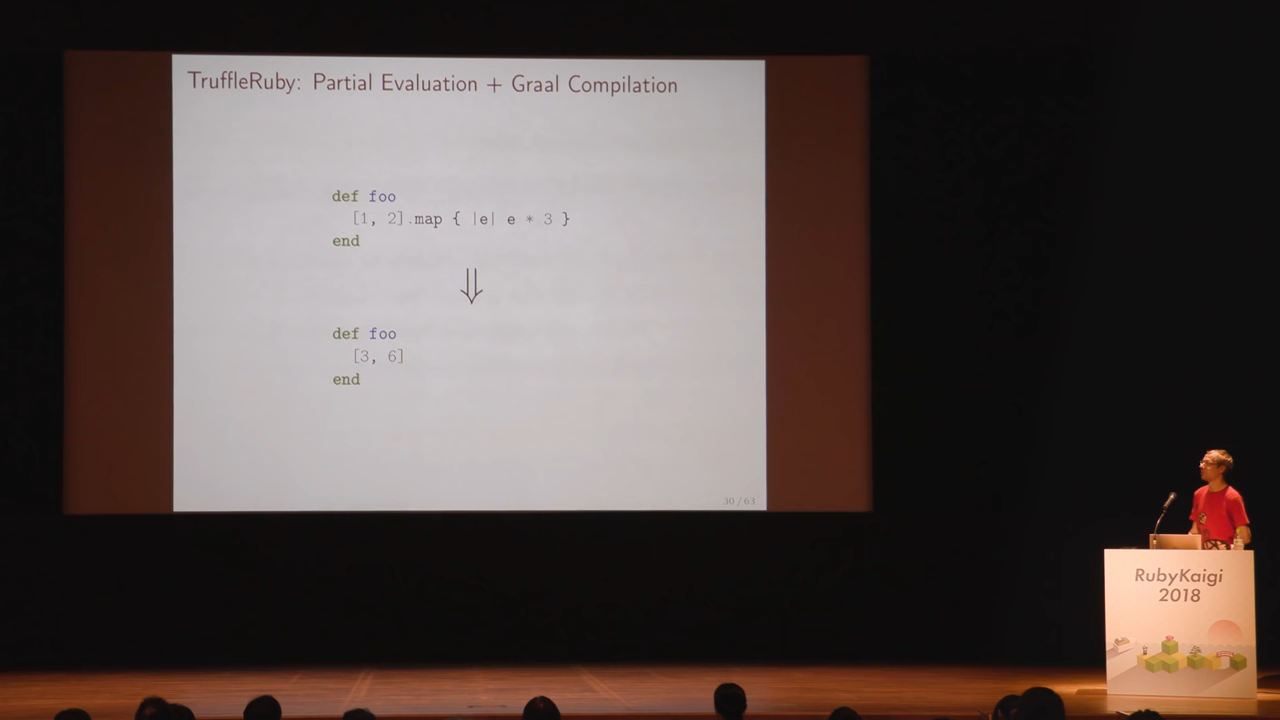 TruffleRuby: Partial Evaluation + Graal Compilation
def foo
[1, 2].map { |e| e * 3 }
end
⇓
def foo
[3, 6]
end
30 / 63
RubyKaigi
2018